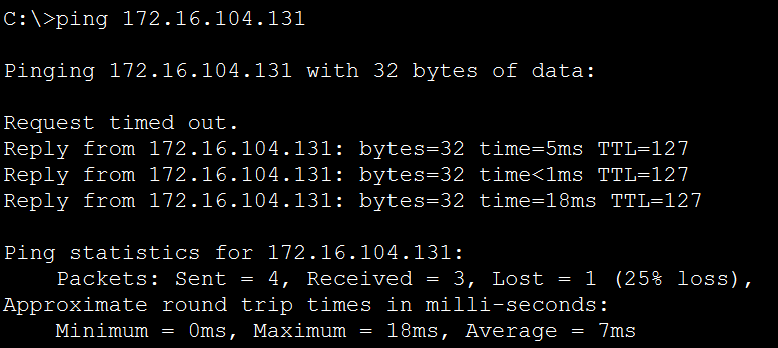 C:\>ping 172.16.104.131
Pinging 172.16.104.131 with 32 bytes of data:
Request timed out.
Reply from 172.16.104.131: bytes=32 time=5ms TTL=127
Reply from 172.16.104.131: bytes=32 time<1ms TTL=127
Reply from 172.16.104.131: bytes=32 time=18ms TTL=127
Ping statistics for 172.16.104.131:
Packets: Sent = 4, Received = 3, Lost = 1 (25% loss),
Approximate round trip times in milli-seconds:
Minimum = 0ms, Maximum = 18ms, Average = 7ms